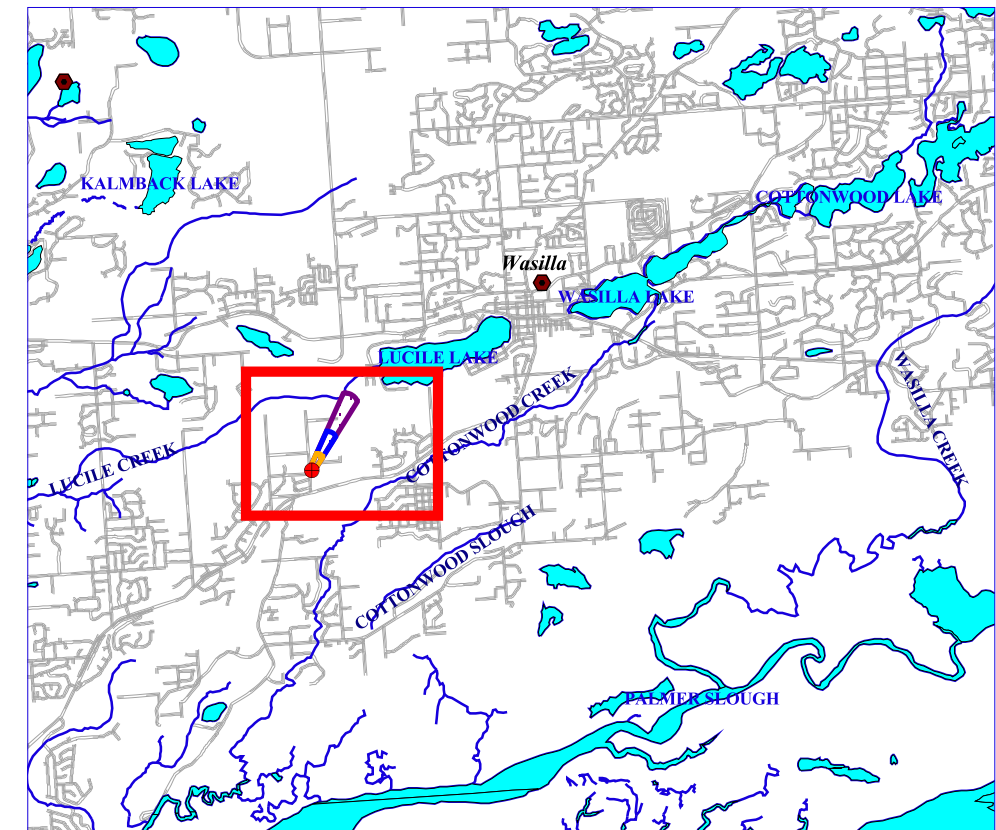 KALMBACK LAKE
COTTONWOOD LAKE
Wasilla
WASILLA LAKE
LUCILE LAKE
WASILLA CREEK
COTTONWOOD CREEK
LUCILE CREEK
COTTONWOOD SLOUGH
PALMER SLOUGH